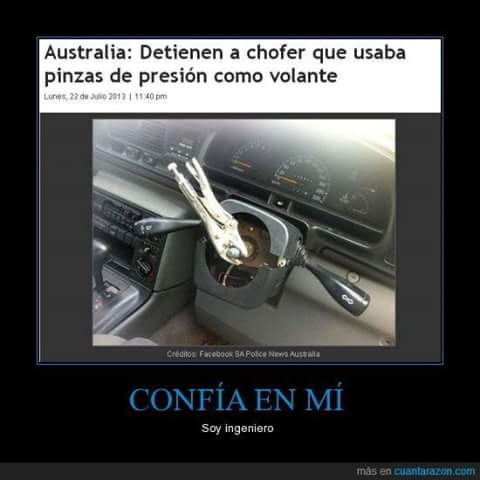 Australia: Detienen a chofer que usaba
pinzas de presión como volante
Lunes, 22 de Julio 2013 | 11:40 pm
Créditos: Facebook SA Police News Australia
CONFÍA EN MÍ
Soy ingeniero
más en cuantarazon.com